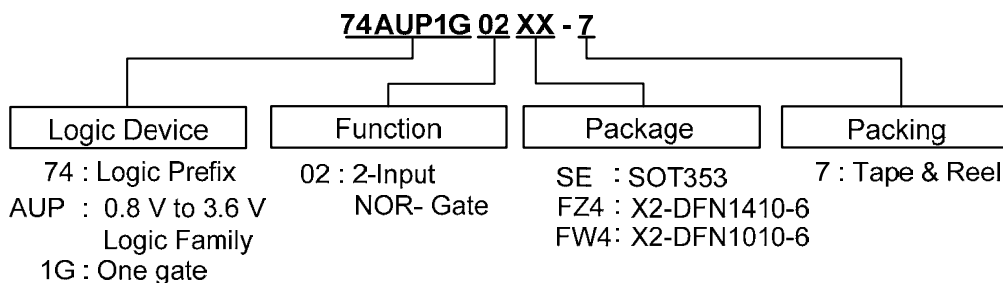 74AUP1G 02 XX - 7
Logic Device
74 : Logic Prefix
AUP : 0.8 V to 3.6 V
Logic Family
1G : One gate
Function
02 : 2-Input
NOR- Gate
Package
SE : SOT353
FZ4 : X2-DFN1410-6
FW4: X2-DFN1010-6
Packing
7 : Tape & Reel